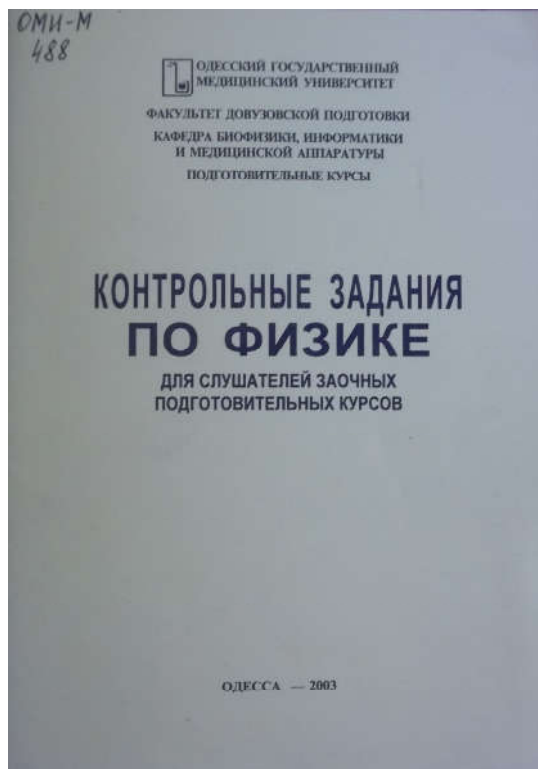 ОМИ-М
488
ОДЕССКИЙ ГОСУДАРСТВЕННЫЙ
МЕДИЦИНСКИЙ УНИВЕРСИТЕТ
ФАКУЛЬТЕТ ДОВУЗОВСКОЙ ПОДГОТОВКИ
КАФЕДРА БИОФИЗИКИ, ИНФОРМАТИКИ
И МЕДИЦИНСКОЙ АППАРАТУРЫ
ПОДГОТОВИТЕЛЬНЫЕ КУРСЫ
КОНТРОЛЬНЫЕ ЗАДАНИЯ
ПО ФИЗИКЕ
ДЛЯ СЛУШАТЕЛЕЙ ЗАОЧНЫХ
ПОДГОТОВИТЕЛЬНЫХ КУРСОВ
ОДЕССА — 2003